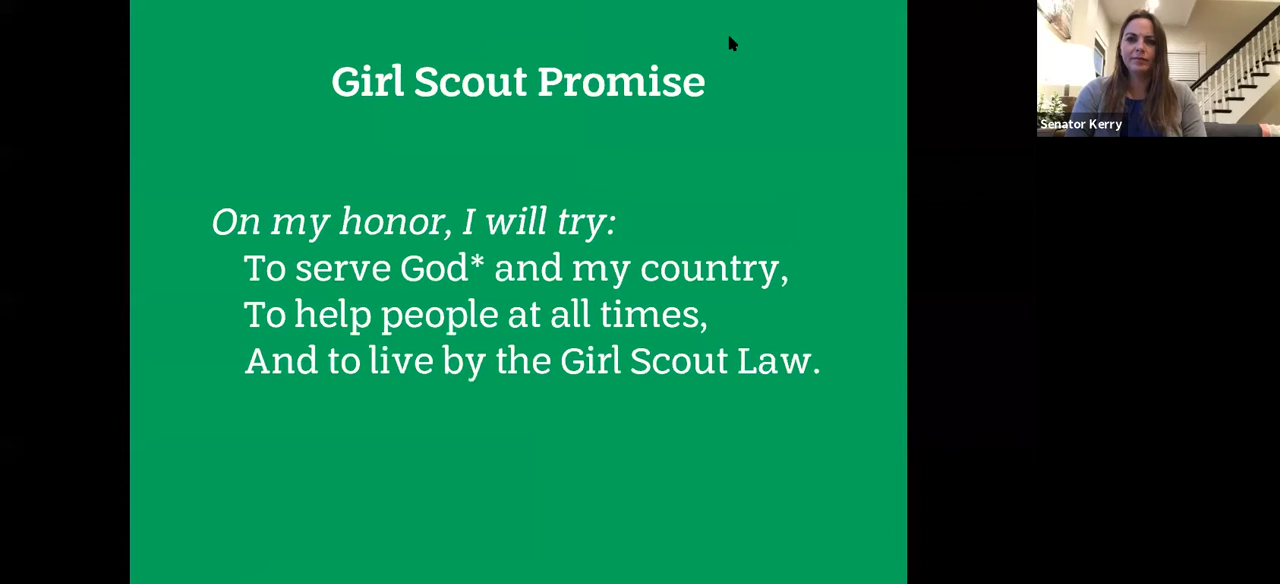 Girl Scout Promise
On my honor, I will try:
To serve God* and my country,
To help people at all times,
And to live by the Girl Scout Law.
Senator Kerry